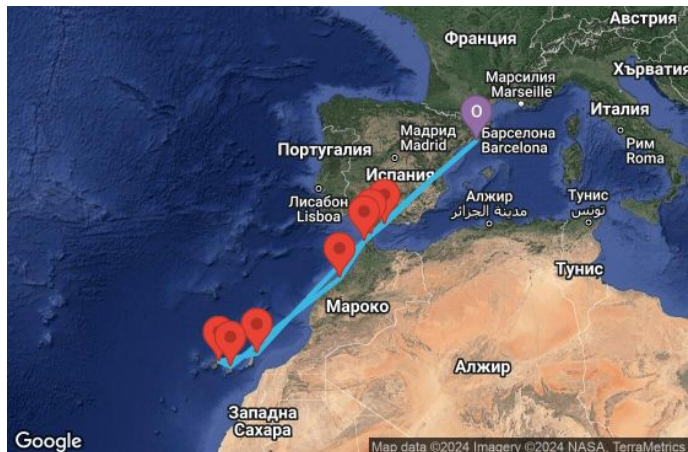 Австрия
Франция
Марсилия
Marseille
Хърватия
O
Италия
Барселона
Barcelona
Мадрид
Madrid
Рим
Roma
Португалия
Испания
Лисабон
Lisboa
Алжир
مدينة الجزائر
Тунис
تونس
Тунис
Мароко
Алжир
Западна
Сахара
Google
Map data ©2024 Imagery ©2024 NASA, TerraMetrics